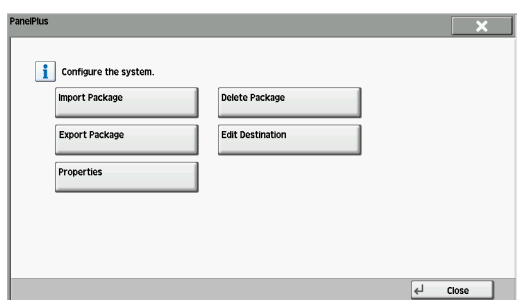 PanelPlus
Configure the system.
Import Package
Delete Package
Export Package
Edit Destination
Properties
Close